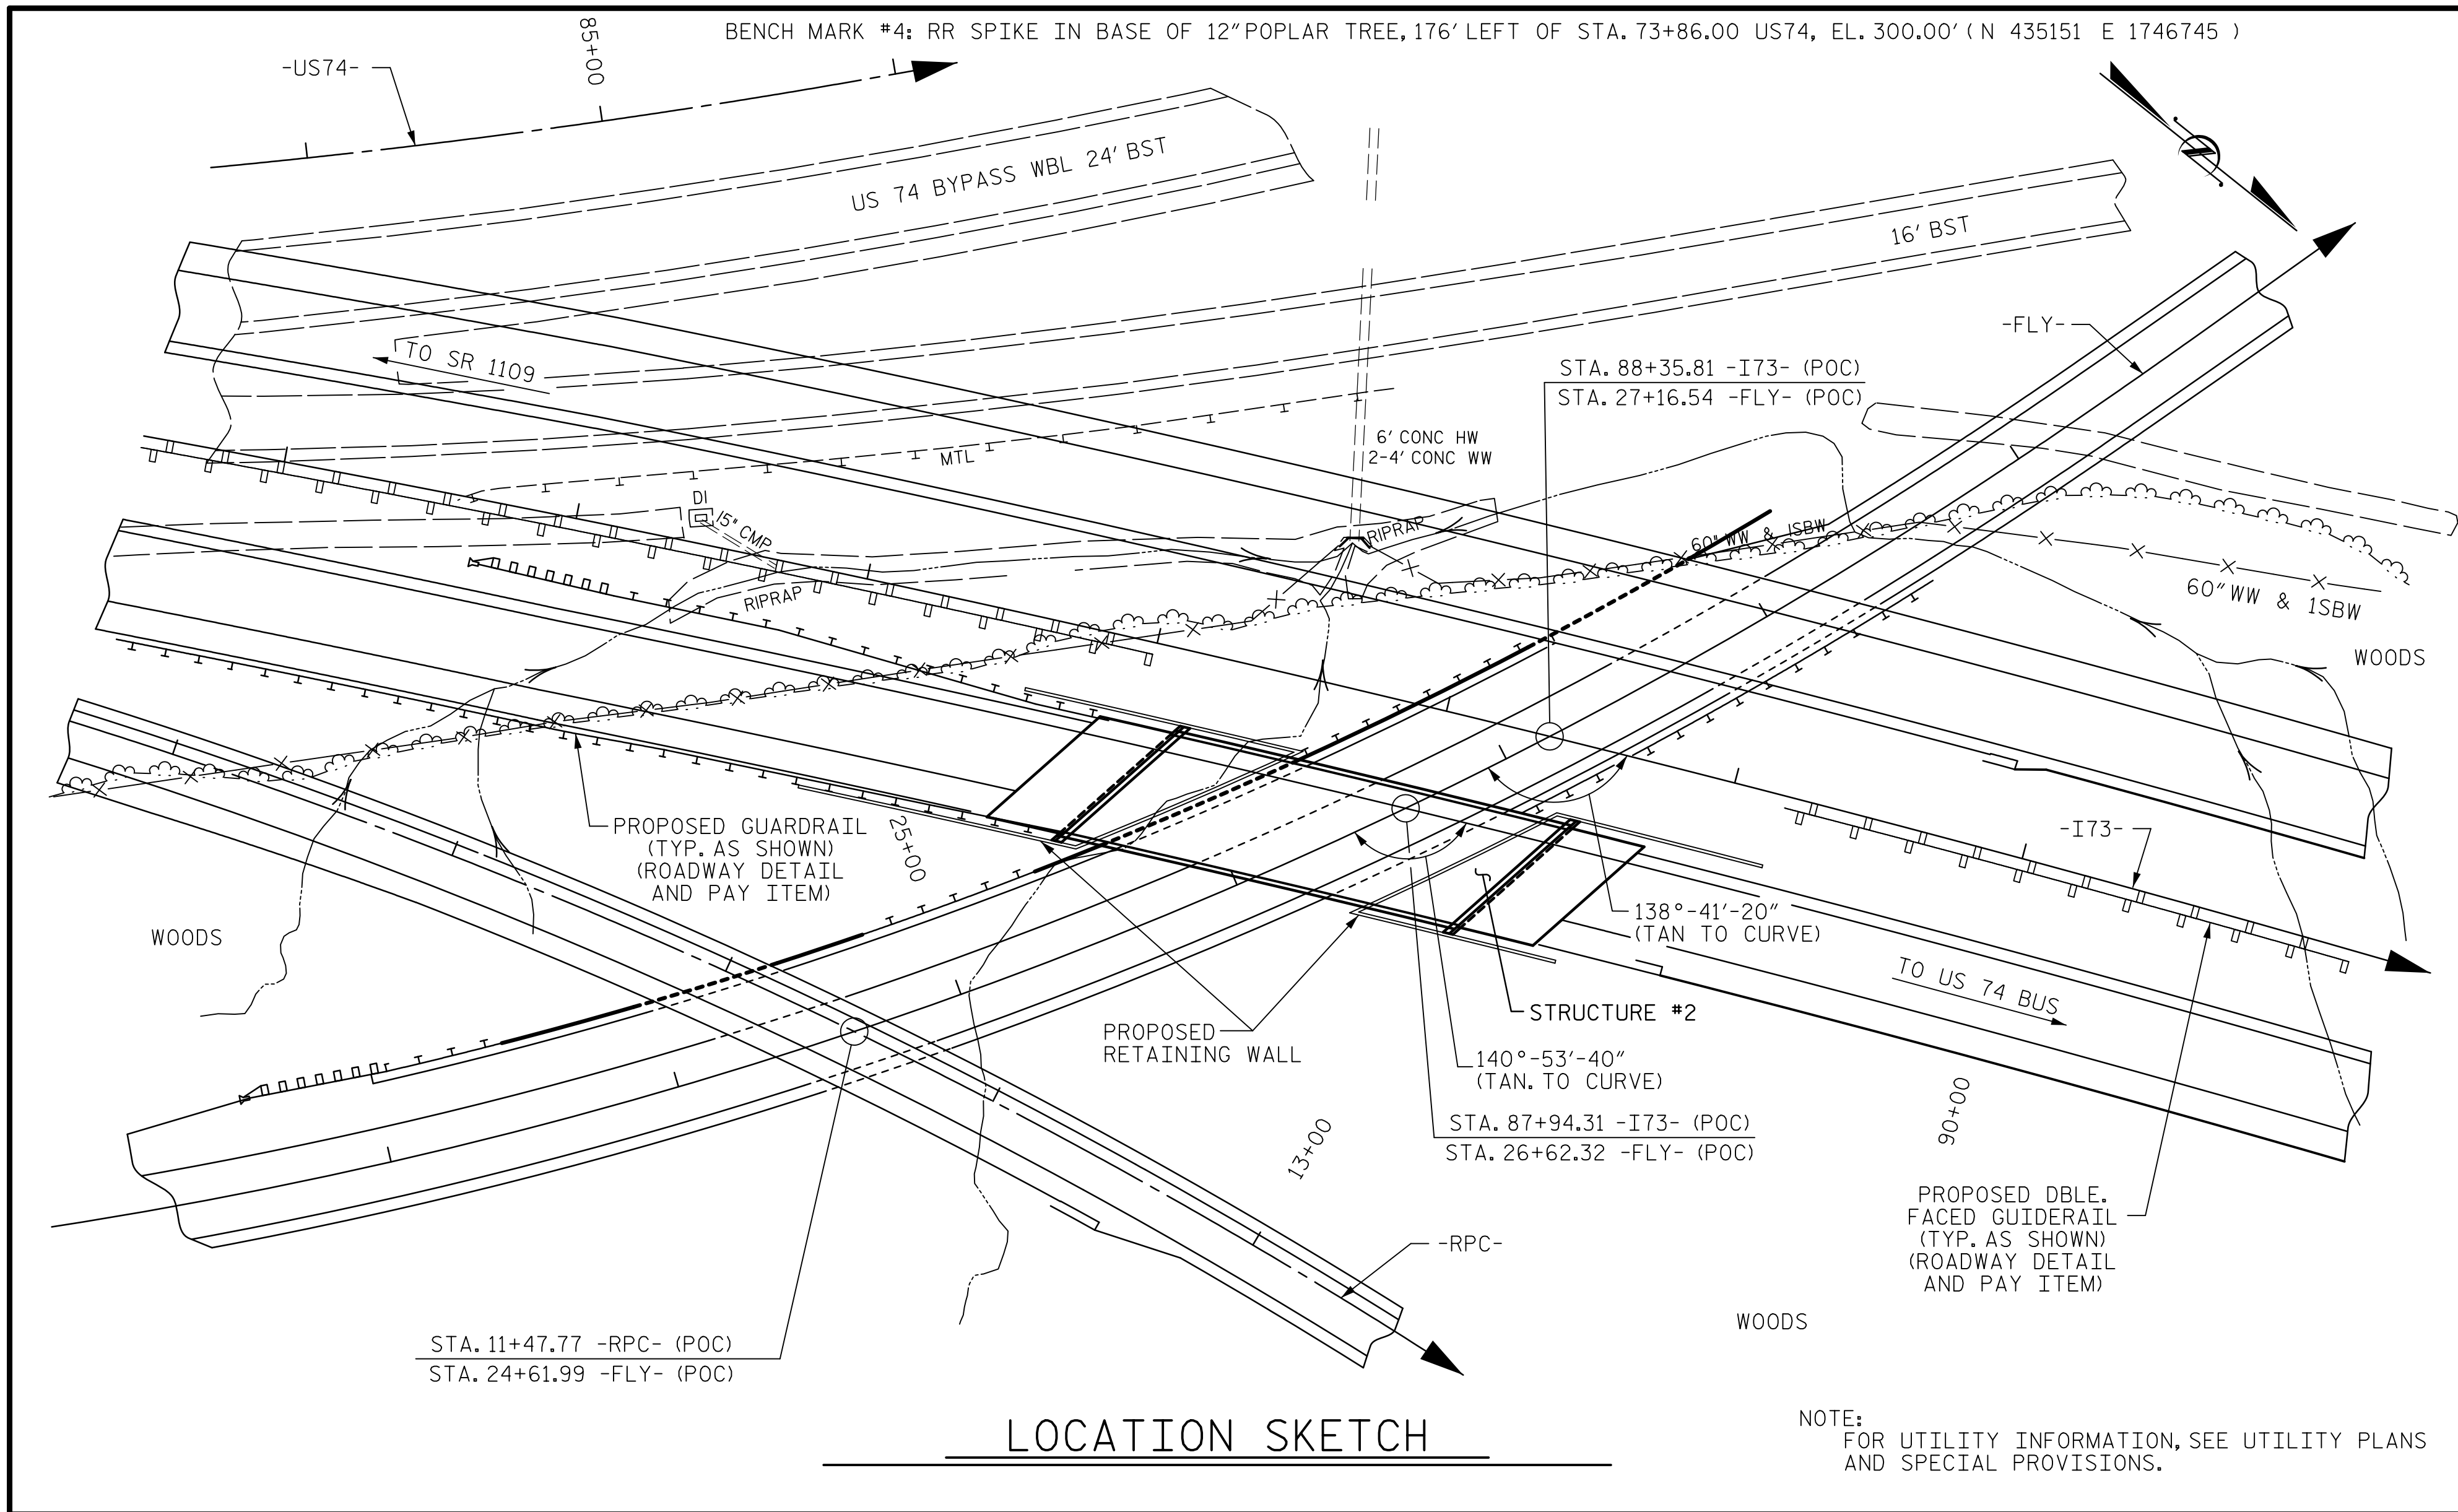 BENCH MARK #4: RR SPIKE IN BASE OF 12" POPLAR TREE, 176' LEFT OF STA. 73+86.00 US74, EL. 300.00' ( N 435151 E 1746745 )
85+00
-US74-
N
US 74 BYPASS WBL 24' BST
16' BST
-FLY-
TO SR 1109
STA. 88+35.81 -I73- (POC)
STA. 27+16.54 -FLY- (POC)
6' CONC HW
2-4' CONC WW
MTL
DI
15" CMP
RIPRAP
60" WW & 1SBW
60" WW & 1SBW
RIPRAP
WOODS
PROPOSED GUARDRAIL
(TYP. AS SHOWN)
(ROADWAY DETAIL
AND PAY ITEM)
25+00
-I73-
138°-41'-20"
(TAN TO CURVE)
WOODS
TO US 74 BUS
STRUCTURE #2
PROPOSED
RETAINING WALL
140°-53'-40"
(TAN. TO CURVE)
STA. 87+94.31 -I73- (POC)
STA. 26+62.32 -FLY- (POC)
13+00
90+00
PROPOSED DBLE.
FACED GUIDERAIL
(TYP. AS SHOWN)
(ROADWAY DETAIL
AND PAY ITEM)
-RPC-
WOODS
STA. 11+47.77 -RPC- (POC)
STA. 24+61.99 -FLY- (POC)
LOCATION SKETCH
NOTE:
FOR UTILITY INFORMATION, SEE UTILITY PLANS
AND SPECIAL PROVISIONS.